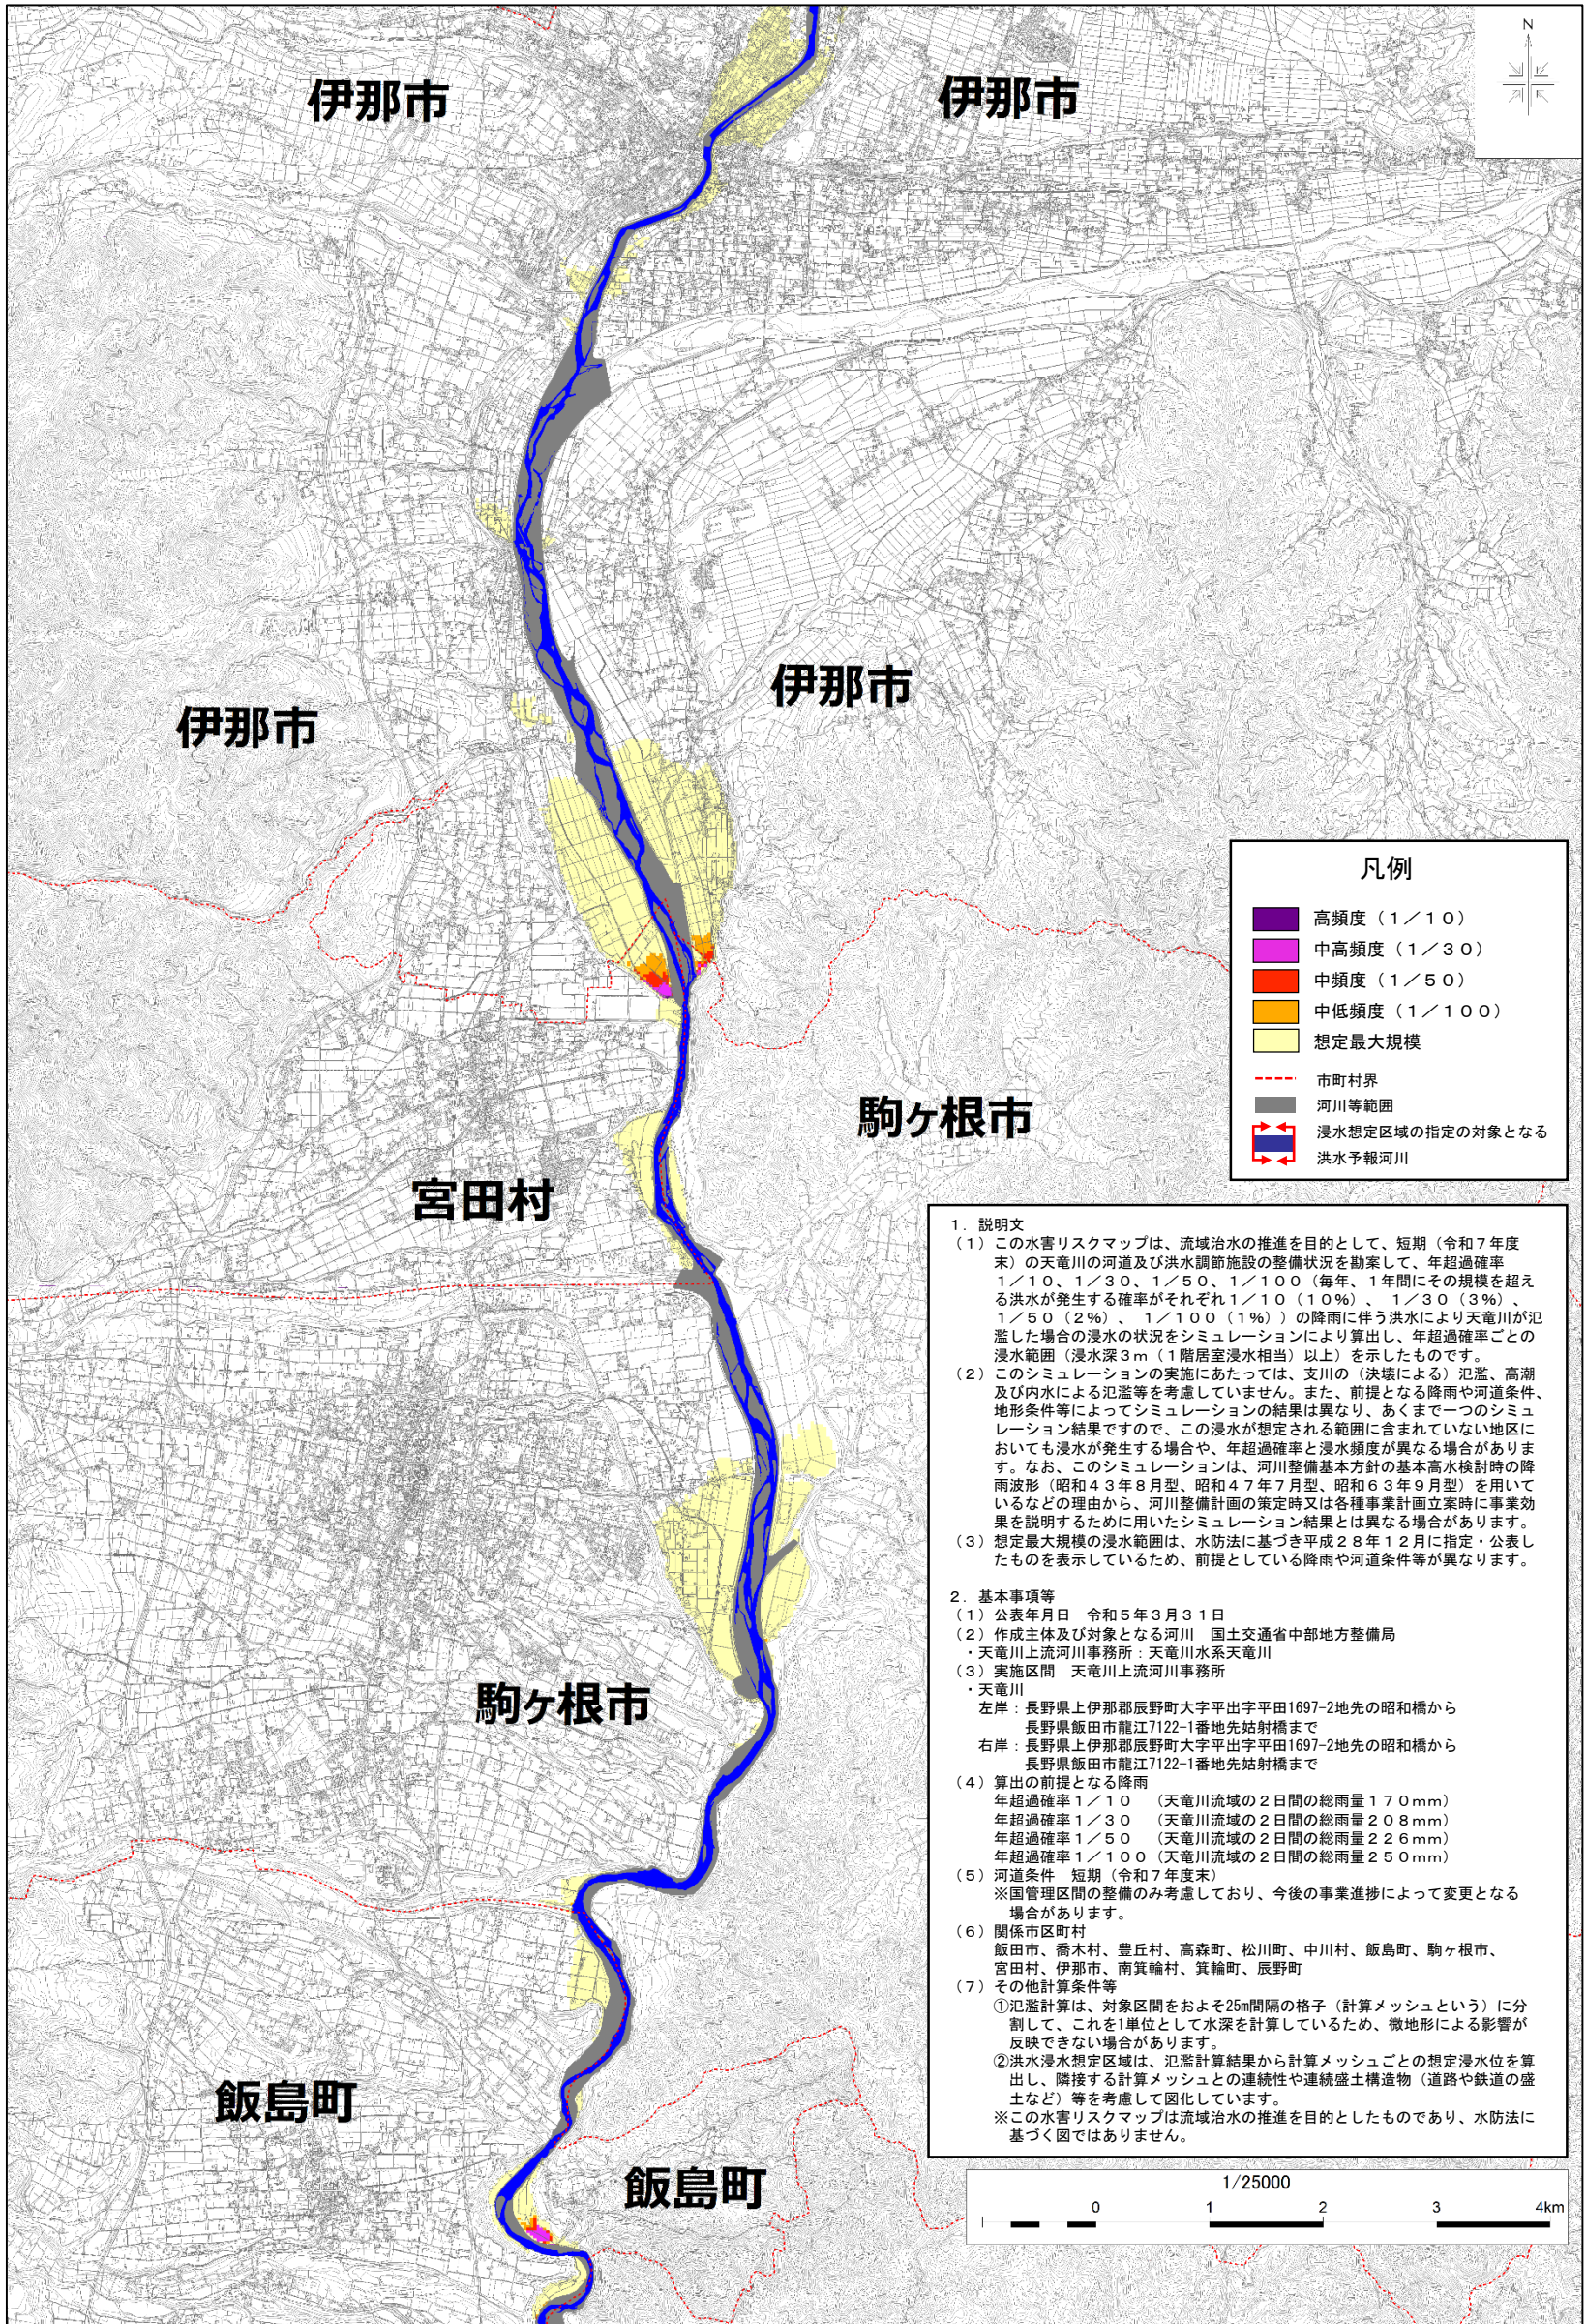 N
伊那市
伊那市
伊那市
伊那市
駒ヶ根市
宮田村
駒ヶ根市
飯島町
飯島町
凡例
高頻度（１／１０）
中高頻度（１／３０）
中頻度（１／５０）
中低頻度（１／１００）
想定最大規模
市町村界
河川等範囲
浸水想定区域の指定の対象となる
洪水予報河川
１．説明文
（１）この水害リスクマップは、流域治水の推進を目的として、短期（令和７年度
末）の天竜川の河道及び洪水調節施設の整備状況を勘案して、年超過確率
１／１０、１／３０、１／５０、１／１００（毎年、１年間にその規模を超え
る洪水が発生する確率がそれぞれ１／１０（１０％）、１／３０（３％）、
１／５０（２％）、１／１００（１％））の降雨に伴う洪水により天竜川が氾
濫した場合の浸水の状況をシミュレーションにより算出し、年超過確率ごとの
浸水範囲（浸水深３ｍ（１階居室浸水相当）以上）を示したものです。
（２）このシミュレーションの実施にあたっては、支川の（決壊による）氾濫、高潮
及び内水による氾濫等を考慮していません。また、前提となる降雨や河道条件、
地形条件等によってシミュレーションの結果は異なり、あくまで一つのシミュ
レーション結果ですので、この浸水が想定される範囲に含まれていない地区に
おいても浸水が発生する場合や、年超過確率と浸水頻度が異なる場合がありま
す。なお、このシミュレーションは、河川整備基本方針の基本高水検討時の降
雨波形（昭和４３年８月型、昭和４７年７月型、昭和６３年９月型）を用いて
いるなどの理由から、河川整備計画の策定時又は各種事業計画立案時に事業効
果を説明するために用いたシミュレーション結果とは異なる場合があります。
（３）想定最大規模の浸水範囲は、水防法に基づき平成２８年１２月に指定・公表し
たものを表示しているため、前提としている降雨や河道条件等が異なります。
２．基本事項等
（１）公表年月日　令和５年３月３１日
（２）作成主体及び対象となる河川　国土交通省中部地方整備局
・天竜川上流河川事務所：天竜川水系天竜川
（３）実施区間　天竜川上流河川事務所
・天竜川
左岸：長野県上伊那郡辰野町大字平出字平田1697-2地先の昭和橋から
長野県飯田市龍江7122-1番地先姑射橋まで
右岸：長野県上伊那郡辰野町大字平出字平田1697-2地先の昭和橋から
長野県飯田市龍江7122-1番地先姑射橋まで
（４）算出の前提となる降雨
年超過確率１／１０　（天竜川流域の２日間の総雨量１７０mm）
年超過確率１／３０　（天竜川流域の２日間の総雨量２０８mm）
年超過確率１／５０　（天竜川流域の２日間の総雨量２２６mm）
年超過確率１／１００（天竜川流域の２日間の総雨量２５０mm）
（５）河道条件　短期（令和７年度末）
※国管理区間の整備のみ考慮しており、今後の事業進捗によって変更となる
場合があります。
（６）関係市区町村
飯田市、喬木村、豊丘村、高森町、松川町、中川村、飯島町、駒ヶ根市、
宮田村、伊那市、南箕輪村、箕輪町、辰野町
（７）その他計算条件等
①氾濫計算は、対象区間をおよそ25m間隔の格子（計算メッシュという）に分
割して、これを1単位として水深を計算しているため、微地形による影響が
反映できない場合があります。
②洪水浸水想定区域は、氾濫計算結果から計算メッシュごとの想定浸水位を算
出し、隣接する計算メッシュとの連続性や連続盛土構造物（道路や鉄道の盛
土など）等を考慮して図化しています。
※この水害リスクマップは流域治水の推進を目的としたものであり、水防法に
基づく図ではありません。
1/25000
0 1 2 3 4km